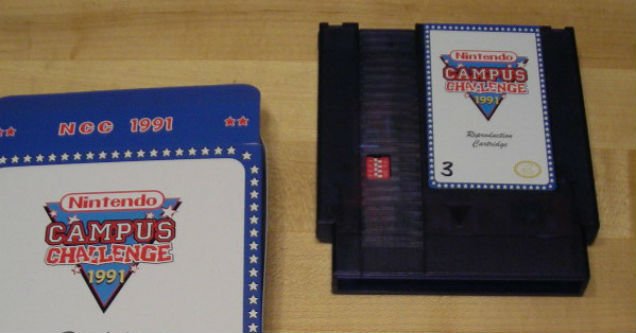 NCC 1991
Nintendo
CAMPUS
CHALLENGE
1991
Nintendo
CAMPUS
CHALLENGE
1991
Reproduction
Cartridge
3